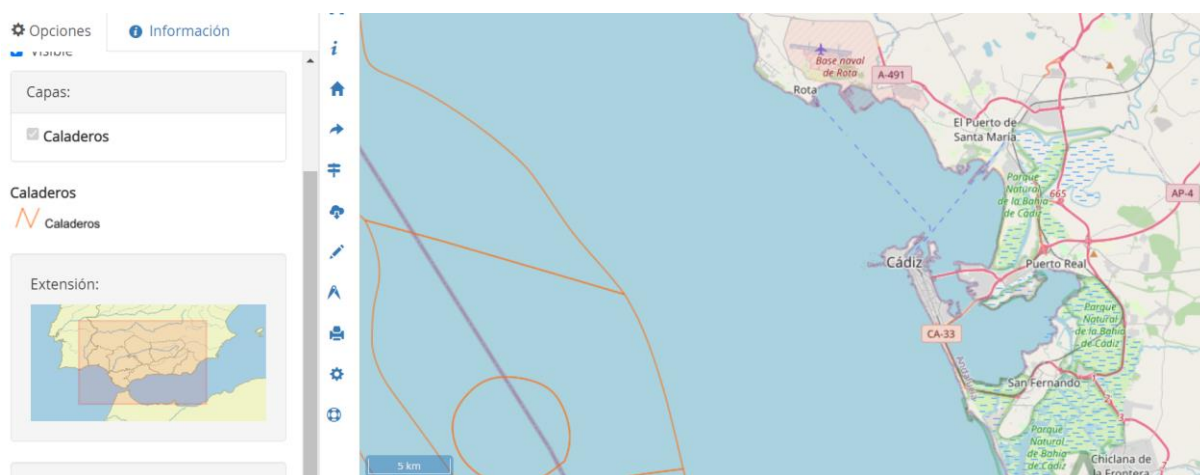 Opciones
Información
Visible
Capas:
Caladeros
Caladeros
Caladeros
Extensión:
5 km
Base naval
de Rota
A-491
Rota
El Puerto de
Santa María
Parque
Natural
de la Bahía
de Cádiz
665
AP-4
Cádiz
Puerto Real
CA-33
Parque
Natural
de la Bahía
de Cádiz
San Fernando
Parque
Natural
de Bahía
de Cádiz
3
Chiclana de
la Frontera